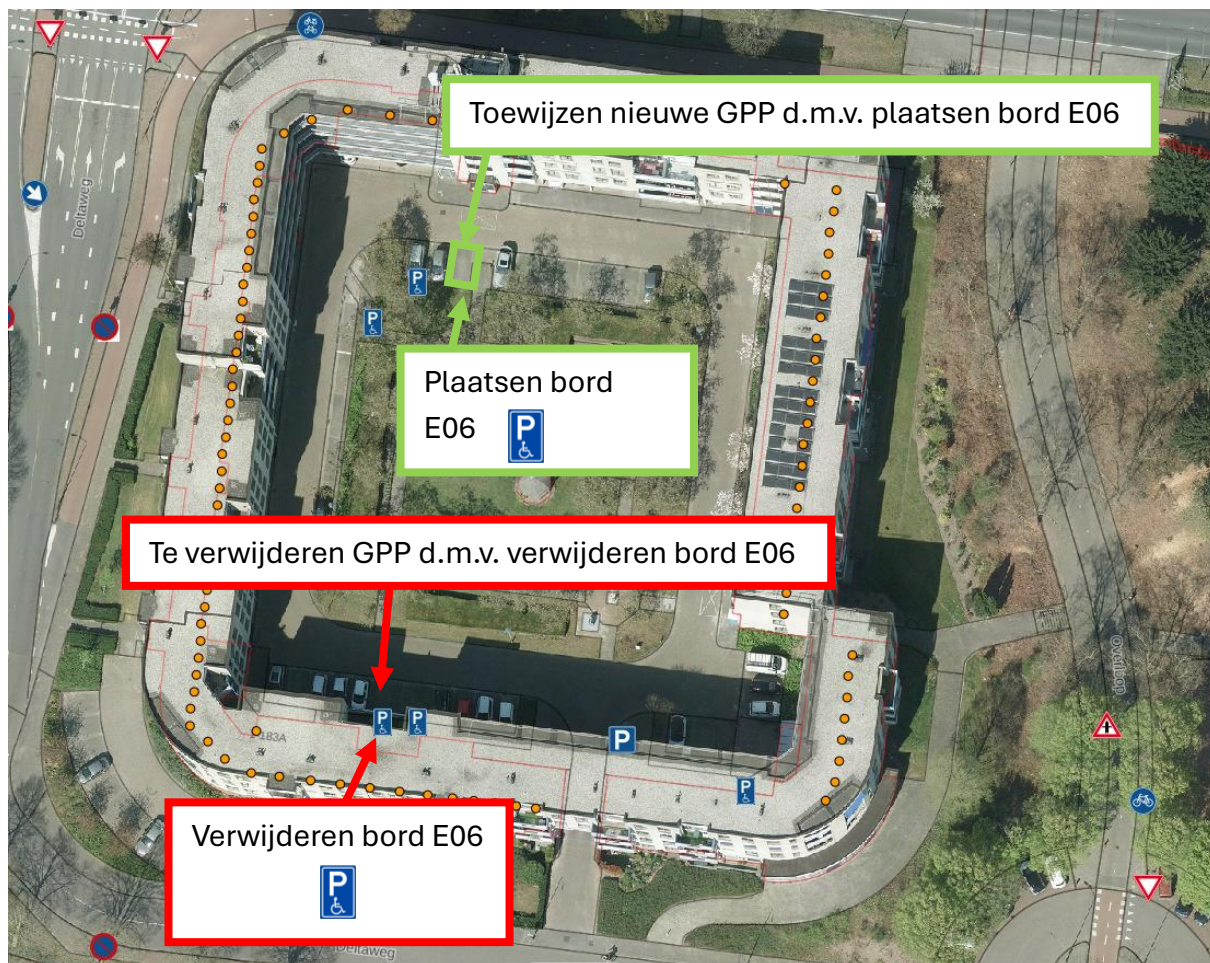 Toewijzen nieuwe GPP d.m.v. plaatsen bord E06
Deltaweg
P
P
Plaatsen bord
E06 P
Te verwijderen GPP d.m.v. verwijderen bord E06
Ovalloop
P P
183A
P
P
Verwijderen bord E06
P
Deltaweg